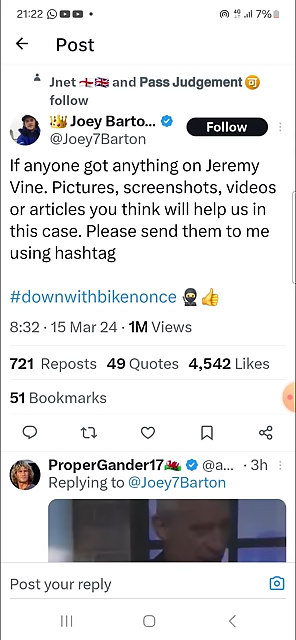 21:22 7%
Post
Jnet 🏴󠁧󠁢󠁥󠁮󠁧󠁿🇬🇧 and Pass Judgement
follow
👑Joey Barto...
@Joey7Barton
Follow
If anyone got anything on Jeremy
Vine. Pictures, screenshots, videos
or articles you think will help us in
this case. Please send them to me
using hashtag
#downwithbikenonce 🥷👍
8:32 · 15 Mar 24 · 1M Views
721 Reposts 49 Quotes 4,542 Likes
51 Bookmarks
ProperGander17🏴󠁧󠁢󠁷󠁬󠁳󠁿 @a... · 3h
Replying to @Joey7Barton
Post your reply